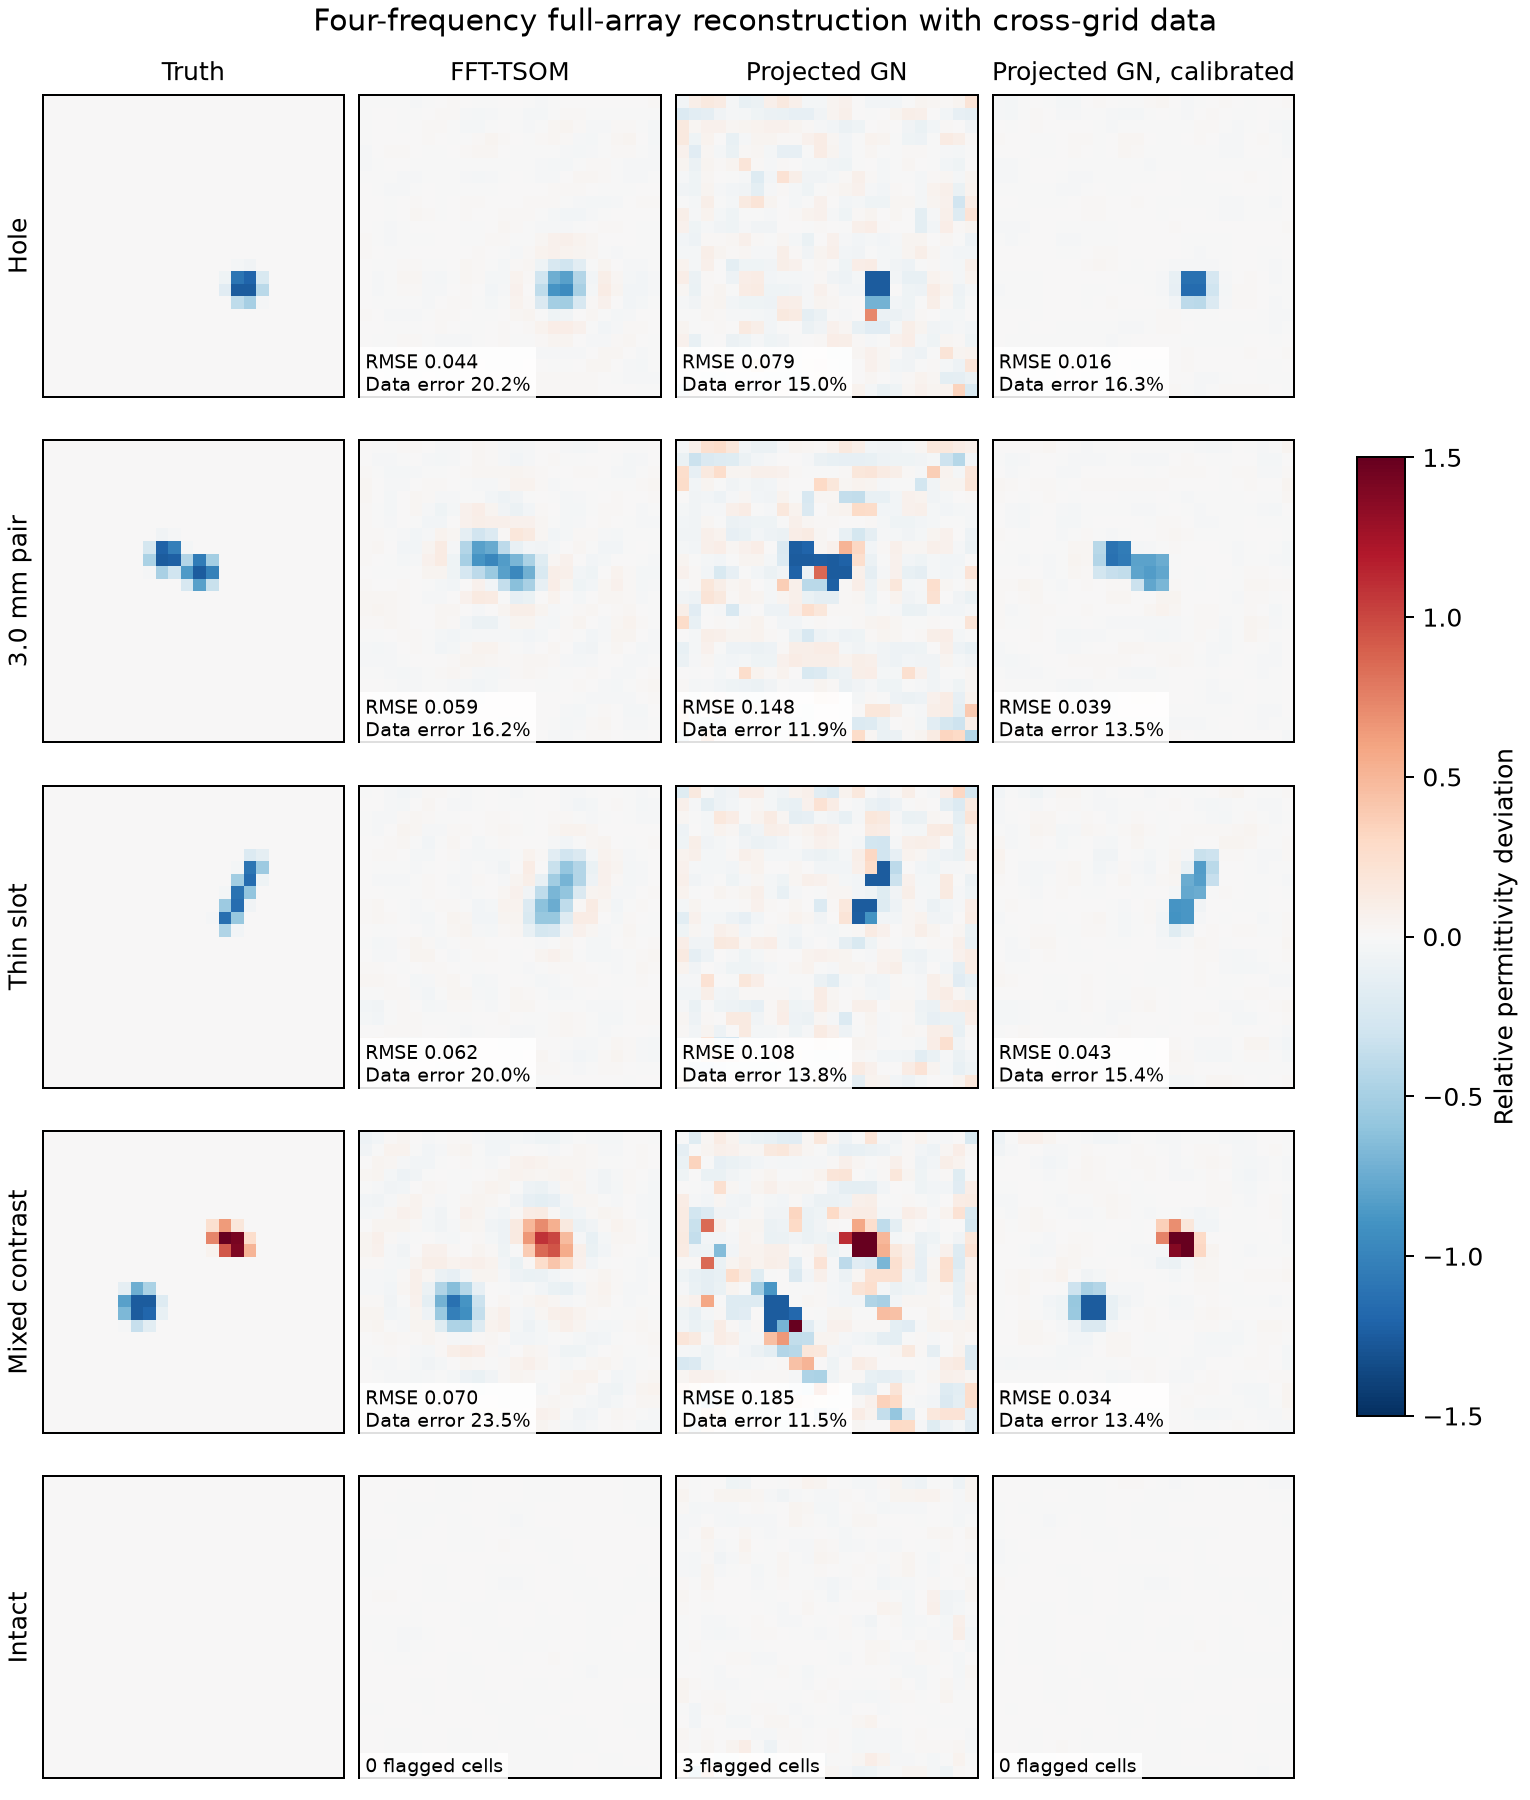 Four-frequency full-array reconstruction with cross-grid data
Truth
FFT-TSOM
Projected GN
Projected GN, calibrated
Hole
RMSE 0.044
Data error 20.2%
RMSE 0.079
Data error 15.0%
RMSE 0.016
Data error 16.3%
3.0 mm pair
RMSE 0.059
Data error 16.2%
RMSE 0.148
Data error 11.9%
RMSE 0.039
Data error 13.5%
Thin slot
RMSE 0.062
Data error 20.0%
RMSE 0.108
Data error 13.8%
RMSE 0.043
Data error 15.4%
Mixed contrast
RMSE 0.070
Data error 23.5%
RMSE 0.185
Data error 11.5%
RMSE 0.034
Data error 13.4%
Intact
0 flagged cells
3 flagged cells
0 flagged cells
1.5
1.0
0.5
0.0
−0.5
−1.0
−1.5
Relative permittivity deviation